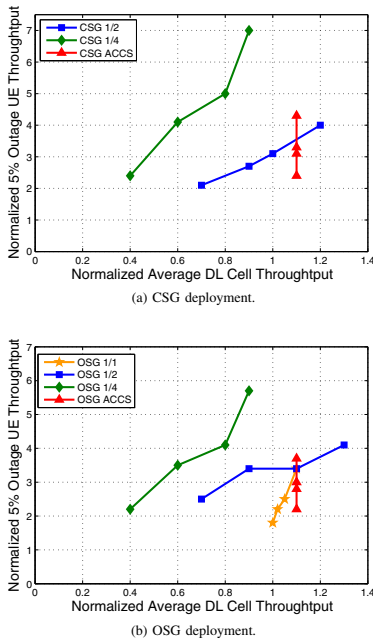 Normalized 5% Outage UE Throughtput
7
6
5
4
3
2
1
0
CSG 1/2
CSG 1/4
CSG ACCS
0 0.2 0.4 0.6 0.8 1.0 1.2 1.4
Normalized Average DL Cell Throughtput
(a) CSG deployment.
Normalized 5% Outage UE Throughtput
7
6
5
4
3
2
1
0
OSG 1/1
OSG 1/2
OSG 1/4
OSG ACCS
0 0.2 0.4 0.6 0.8 1.0 1.2 1.4
Normalized Average DL Cell Throughtput
(b) OSG deployment.